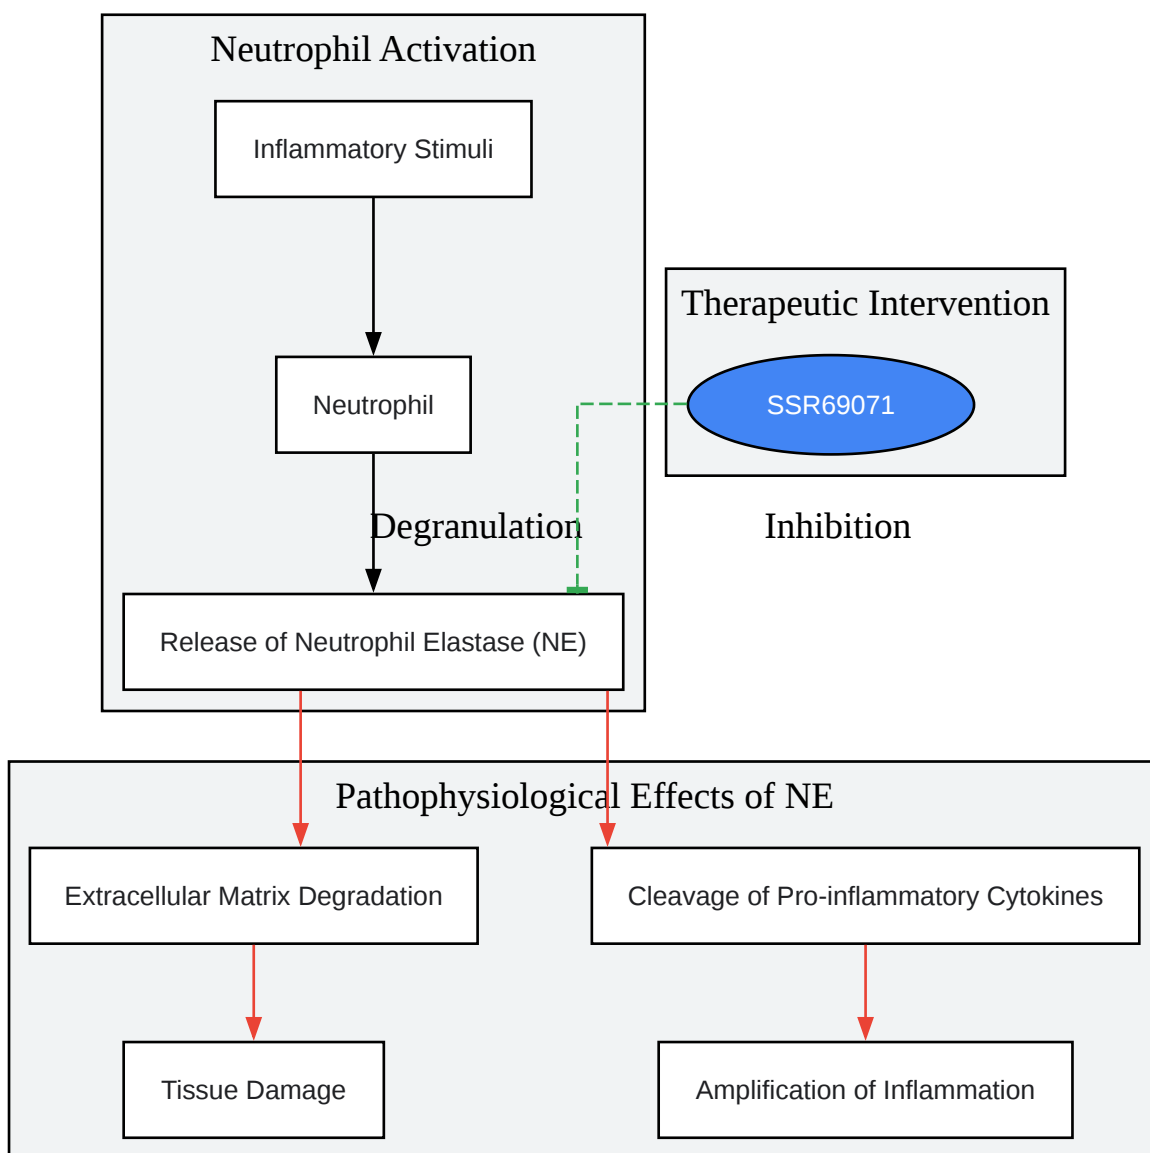 Neutrophil Activation
Inflammatory Stimuli
Therapeutic Intervention
Neutrophil
SSR69071
Degranulation
Inhibition
Release of Neutrophil Elastase (NE)
Pathophysiological Effects of NE
Extracellular Matrix Degradation
Cleavage of Pro-inflammatory Cytokines
Tissue Damage
Amplification of Inflammation